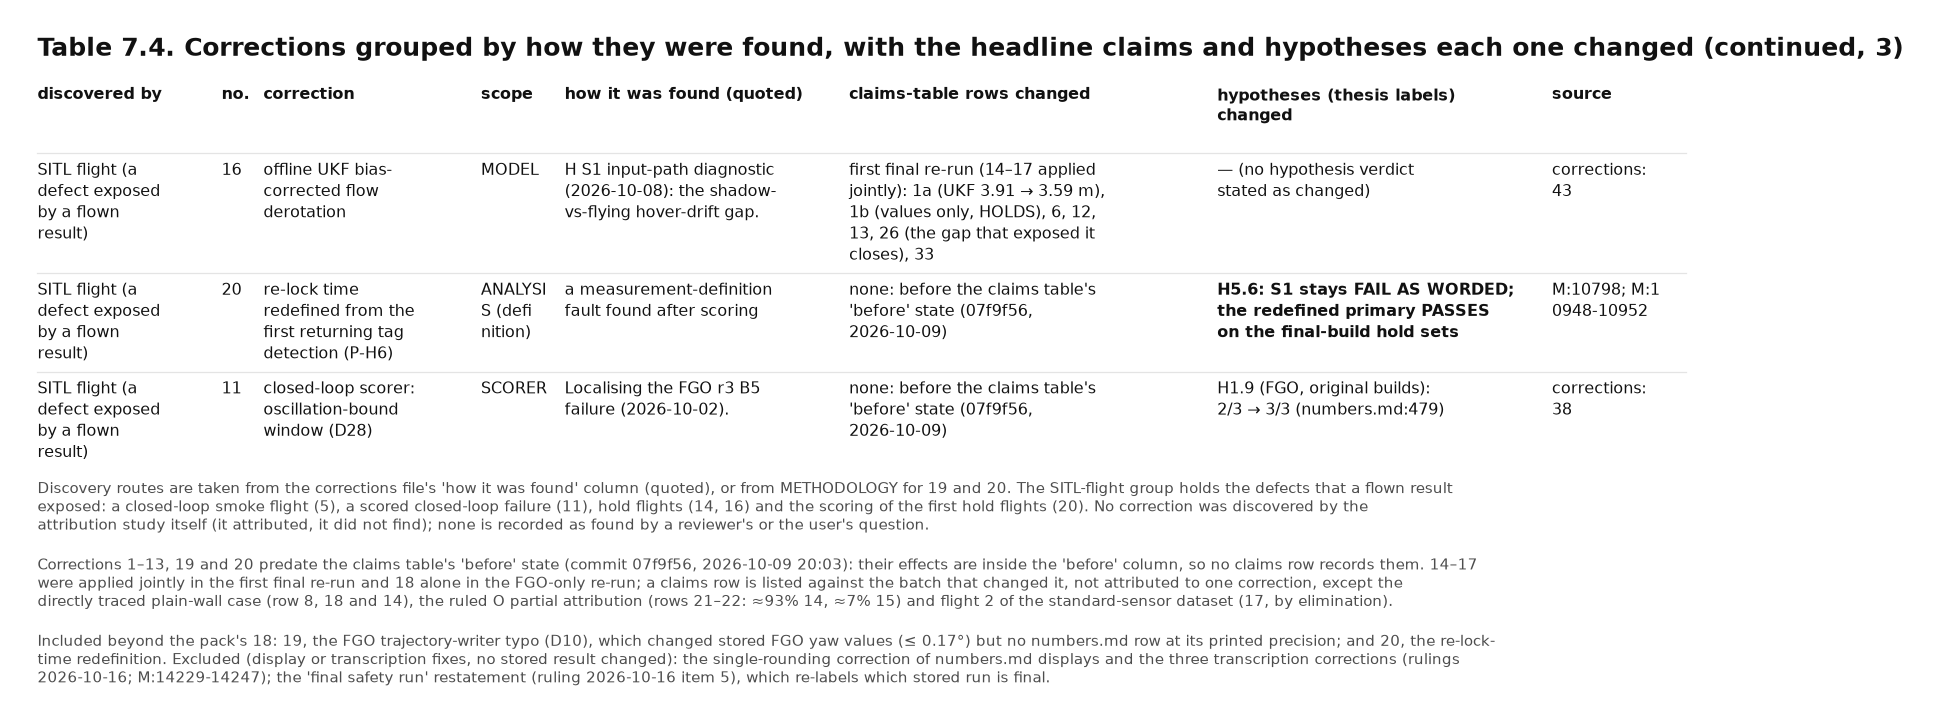 Table 7.4. Corrections grouped by how they were found, with the headline claims and hypotheses each one changed (continued, 3)
discovered by
no.
correction
scope
how it was found (quoted)
claims-table rows changed
hypotheses (thesis labels)
changed
source
SITL flight (a
defect exposed
by a flown
result)
16
offline UKF bias-
corrected flow
derotation
MODEL
H S1 input-path diagnostic
(2026-10-08): the shadow-
vs-flying hover-drift gap.
first final re-run (14–17 applied
jointly): 1a (UKF 3.91 → 3.59 m),
1b (values only, HOLDS), 6, 12,
13, 26 (the gap that exposed it
closes), 33
— (no hypothesis verdict
stated as changed)
corrections:
43
SITL flight (a
defect exposed
by a flown
result)
20
re-lock time
redefined from the
first returning tag
detection (P-H6)
ANALYSI
S (defi
nition)
a measurement-definition
fault found after scoring
none: before the claims table's
'before' state (07f9f56,
2026-10-09)
H5.6: S1 stays FAIL AS WORDED;
the redefined primary PASSES
on the final-build hold sets
M:10798; M:1
0948-10952
SITL flight (a
defect exposed
by a flown
result)
11
closed-loop scorer:
oscillation-bound
window (D28)
SCORER
Localising the FGO r3 B5
failure (2026-10-02).
none: before the claims table's
'before' state (07f9f56,
2026-10-09)
H1.9 (FGO, original builds):
2/3 → 3/3 (numbers.md:479)
corrections:
38
Discovery routes are taken from the corrections file's 'how it was found' column (quoted), or from METHODOLOGY for 19 and 20. The SITL-flight group holds the defects that a flown result
exposed: a closed-loop smoke flight (5), a scored closed-loop failure (11), hold flights (14, 16) and the scoring of the first hold flights (20). No correction was discovered by the
attribution study itself (it attributed, it did not find); none is recorded as found by a reviewer's or the user's question.
Corrections 1–13, 19 and 20 predate the claims table's 'before' state (commit 07f9f56, 2026-10-09 20:03): their effects are inside the 'before' column, so no claims row records them. 14–17
were applied jointly in the first final re-run and 18 alone in the FGO-only re-run; a claims row is listed against the batch that changed it, not attributed to one correction, except the
directly traced plain-wall case (row 8, 18 and 14), the ruled O partial attribution (rows 21–22: ≈93% 14, ≈7% 15) and flight 2 of the standard-sensor dataset (17, by elimination).
Included beyond the pack's 18: 19, the FGO trajectory-writer typo (D10), which changed stored FGO yaw values (≤ 0.17°) but no numbers.md row at its printed precision; and 20, the re-lock-
time redefinition. Excluded (display or transcription fixes, no stored result changed): the single-rounding correction of numbers.md displays and the three transcription corrections (rulings
2026-10-16; M:14229-14247); the 'final safety run' restatement (ruling 2026-10-16 item 5), which re-labels which stored run is final.